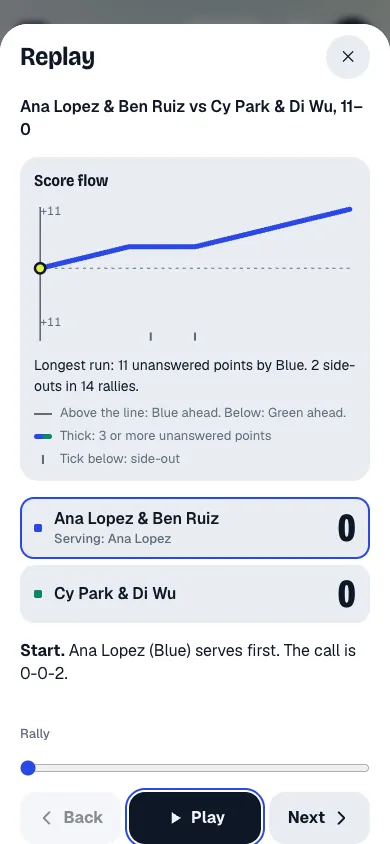 Replay
Ana Lopez & Ben Ruiz vs Cy Park & Di Wu, 11–
0
Score flow
+11
+11
Longest run: 11 unanswered points by Blue. 2 side-
outs in 14 rallies.
Above the line: Blue ahead. Below: Green ahead.
Thick: 3 or more unanswered points
Tick below: side-out
Ana Lopez & Ben Ruiz
Serving: Ana Lopez
0
Cy Park & Di Wu
0
Start. Ana Lopez (Blue) serves first. The call is
0-0-2.
Rally
Back
Play
Next